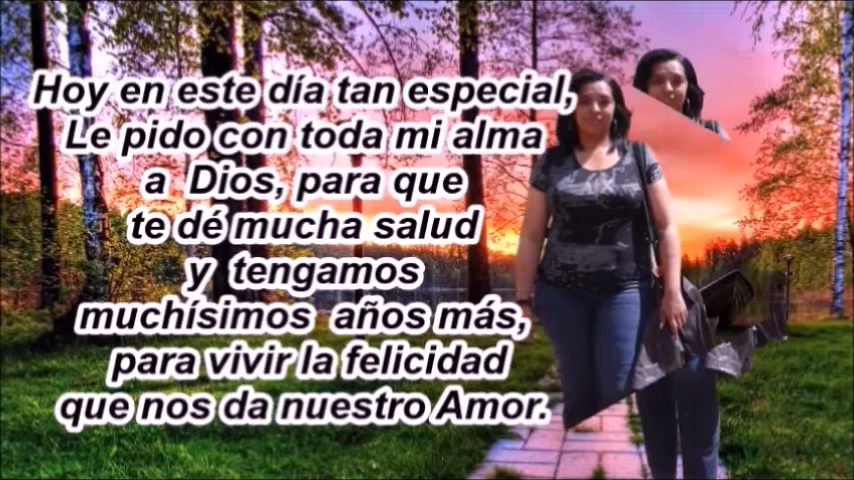 Hoy en este día tan especial,
Le pido con toda mi alma
a Dios, para que
te dé mucha salud
y tengamos
muchísimos años más,
para vivir la felicidad
que nos da nuestro Amor.